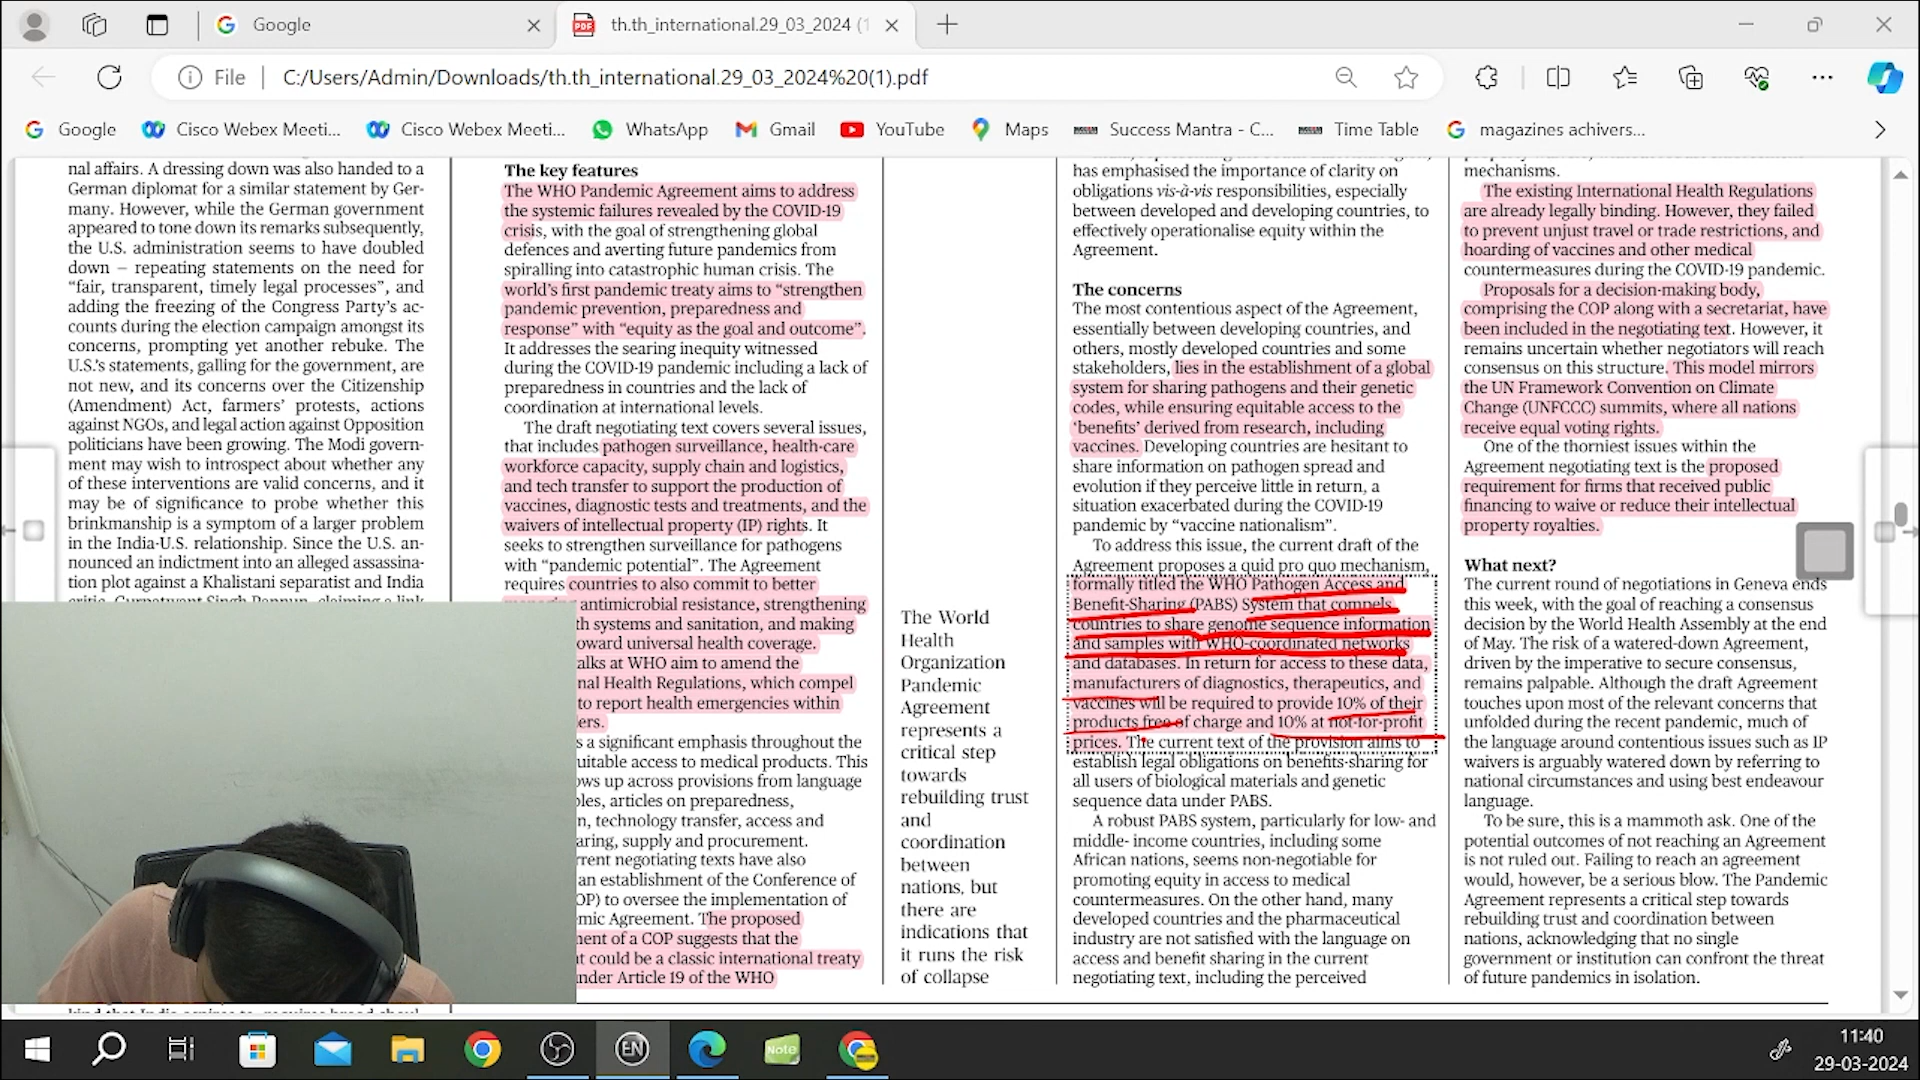 Google
th.th_international.29_03_2024 (1
File
C:/Users/Admin/Downloads/th.th_international.29_03_2024%20(1).pdf
Google
Cisco Webex Meeti...
Cisco Webex Meeti...
WhatsApp
Gmail
YouTube
Maps
Success Mantra - C...
Time Table
magazines achivers...
nal affairs. A dressing down was also handed to a
German diplomat for a similar statement by Ger-
many. However, while the German government
appeared to tone down its remarks subsequently,
the U.S. administration seems to have doubled
down – repeating statements on the need for
“fair, transparent, timely legal processes”, and
adding the freezing of the Congress Party’s ac-
counts during the election campaign amongst its
concerns, prompting yet another rebuke. The
U.S.’s statements, galling for the government, are
not new, and its concerns over the Citizenship
(Amendment) Act, farmers’ protests, actions
against NGOs, and legal action against Opposition
politicians have been growing. The Modi govern-
ment may wish to introspect about whether any
of these interventions are valid concerns, and it
may be of significance to probe whether this
brinkmanship is a symptom of a larger problem
in the India-U.S. relationship. Since the U.S. an-
nounced an indictment into an alleged assassina-
tion plot against a Khalistani separatist and India
The key features
The WHO Pandemic Agreement aims to address
the systemic failures revealed by the COVID-19
crisis, with the goal of strengthening global
defences and averting future pandemics from
spiralling into catastrophic human crisis. The
world’s first pandemic treaty aims to “strengthen
pandemic prevention, preparedness and
response” with “equity as the goal and outcome”.
It addresses the searing inequity witnessed
during the COVID-19 pandemic including a lack of
preparedness in countries and the lack of
coordination at international levels.
The draft negotiating text covers several issues,
that includes pathogen surveillance, health-care
workforce capacity, supply chain and logistics,
and tech transfer to support the production of
vaccines, diagnostic tests and treatments, and the
waivers of intellectual property (IP) rights. It
seeks to strengthen surveillance for pathogens
with “pandemic potential”. The Agreement
requires countries to also commit to better
antimicrobial resistance, strengthening
th systems and sanitation, and making
oward universal health coverage.
alks at WHO aim to amend the
nal Health Regulations, which compel
to report health emergencies within
ers.
s a significant emphasis throughout the
uitable access to medical products. This
ows up across provisions from language
les, articles on preparedness,
n, technology transfer, access and
aring, supply and procurement.
rrent negotiating texts have also
an establishment of the Conference of
OP) to oversee the implementation of
mic Agreement. The proposed
ent of a COP suggests that the
t could be a classic international treaty
nder Article 19 of the WHO
The World
Health
Organization
Pandemic
Agreement
represents a
critical step
towards
rebuilding trust
and
coordination
between
nations, but
there are
indications that
it runs the risk
of collapse
has emphasised the importance of clarity on
obligations vis-à-vis responsibilities, especially
between developed and developing countries, to
effectively operationalise equity within the
Agreement.
The concerns
The most contentious aspect of the Agreement,
essentially between developing countries, and
others, mostly developed countries and some
stakeholders, lies in the establishment of a global
system for sharing pathogens and their genetic
codes, while ensuring equitable access to the
‘benefits’ derived from research, including
vaccines. Developing countries are hesitant to
share information on pathogen spread and
evolution if they perceive little in return, a
situation exacerbated during the COVID-19
pandemic by “vaccine nationalism”.
To address this issue, the current draft of the
Agreement proposes a quid pro quo mechanism,
formally titled the WHO Pathogen Access and
Benefit-Sharing (PABS) System that compels
countries to share genome sequence information
and samples with WHO-coordinated networks
and databases. In return for access to these data,
manufacturers of diagnostics, therapeutics, and
vaccines will be required to provide 10% of their
products free of charge and 10% at not-for-profit
prices. The current text of the provision aims to
establish legal obligations on benefits-sharing for
all users of biological materials and genetic
sequence data under PABS.
A robust PABS system, particularly for low- and
middle- income countries, including some
African nations, seems non-negotiable for
promoting equity in access to medical
countermeasures. On the other hand, many
developed countries and the pharmaceutical
industry are not satisfied with the language on
access and benefit sharing in the current
negotiating text, including the perceived
mechanisms.
The existing International Health Regulations
are already legally binding. However, they failed
to prevent unjust travel or trade restrictions, and
hoarding of vaccines and other medical
countermeasures during the COVID-19 pandemic.
Proposals for a decision-making body,
comprising the COP along with a secretariat, have
been included in the negotiating text. However, it
remains uncertain whether negotiators will reach
consensus on this structure. This model mirrors
the UN Framework Convention on Climate
Change (UNFCCC) summits, where all nations
receive equal voting rights.
One of the thorniest issues within the
Agreement negotiating text is the proposed
requirement for firms that received public
financing to waive or reduce their intellectual
property royalties.
What next?
The current round of negotiations in Geneva ends
this week, with the goal of reaching a consensus
decision by the World Health Assembly at the end
of May. The risk of a watered-down Agreement,
driven by the imperative to secure consensus,
remains palpable. Although the draft Agreement
touches upon most of the relevant concerns that
unfolded during the recent pandemic, much of
the language around contentious issues such as IP
waivers is arguably watered down by referring to
national circumstances and using best endeavour
language.
To be sure, this is a mammoth ask. One of the
potential outcomes of not reaching an Agreement
is not ruled out. Failing to reach an agreement
would, however, be a serious blow. The Pandemic
Agreement represents a critical step towards
rebuilding trust and coordination between
nations, acknowledging that no single
government or institution can confront the threat
of future pandemics in isolation.
EN
Note
11:40
29-03-2024